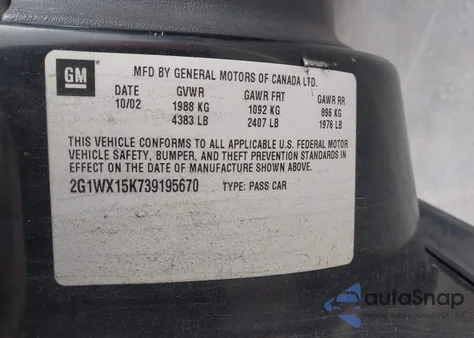 GM
MFD BY GENERAL MOTORS OF CANADA LTD.
DATE GVWR GAWR FRT GAWR RR
10/02 1988 KG 1092 KG 896 KG
4383 LB 2407 LB 1976 LB
THIS VEHICLE CONFORMS TO ALL APPLICABLE U.S. FEDERAL MOTOR
VEHICLE SAFETY, BUMPER, AND THEFT PREVENTION STANDARDS IN
EFFECT ON THE DATE OF MANUFACTURE SHOWN ABOVE.
2G1WX15K739195670 TYPE: PASS CAR
autoSnap